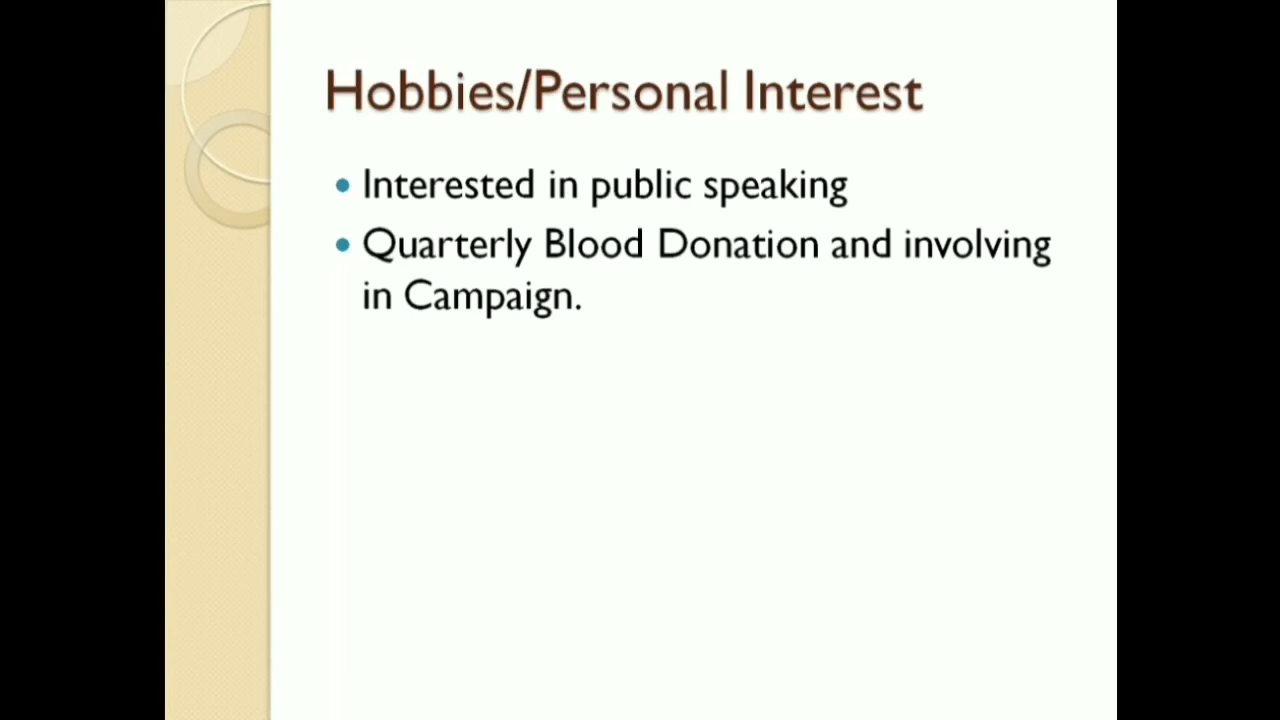 Hobbies/Personal Interest
• Interested in public speaking
• Quarterly Blood Donation and involving
in Campaign.